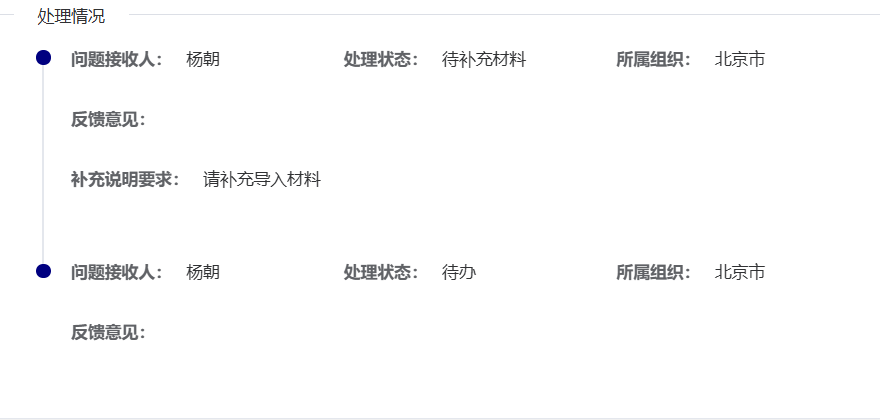 处理情况
问题接收人： 杨朝 处理状态： 待补充材料 所属组织： 北京市
反馈意见：
补充说明要求： 请补充导入材料
问题接收人： 杨朝 处理状态： 待办 所属组织： 北京市
反馈意见：